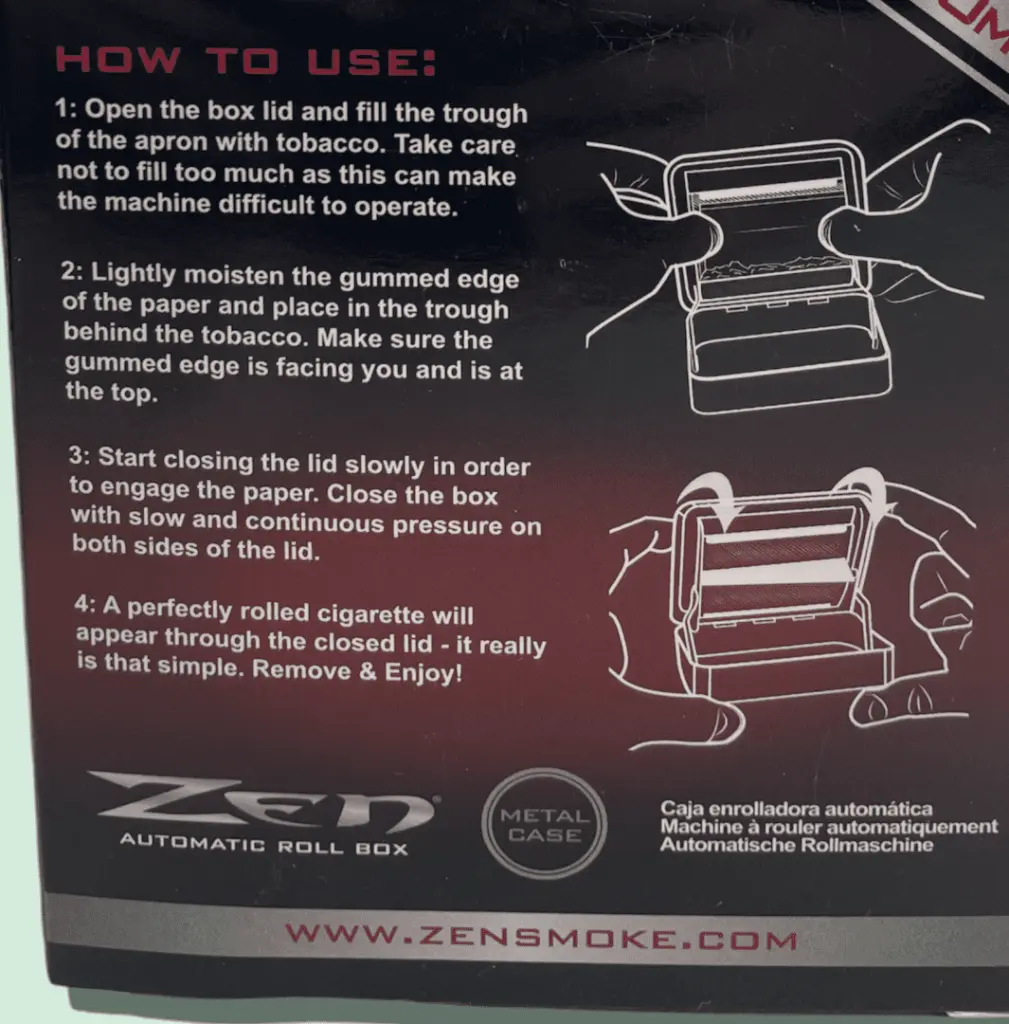 UM
HOW TO USE:
1: Open the box lid and fill the trough
of the apron with tobacco. Take care
not to fill too much as this can make
the machine difficult to operate.
2: Lightly moisten the gummed edge
of the paper and place in the trough
behind the tobacco. Make sure the
gummed edge is facing you and is at
the top.
3: Start closing the lid slowly in order
to engage the paper. Close the box
with slow and continuous pressure on
both sides of the lid.
4: A perfectly rolled cigarette will
appear through the closed lid - it really
is that simple. Remove & Enjoy!
Zen®
AUTOMATIC ROLL BOX
METAL
CASE
Caja enrolladora automática
Machine à rouler automatiquement
Automatische Rollmaschine
WWW.ZENSMOKE.COM